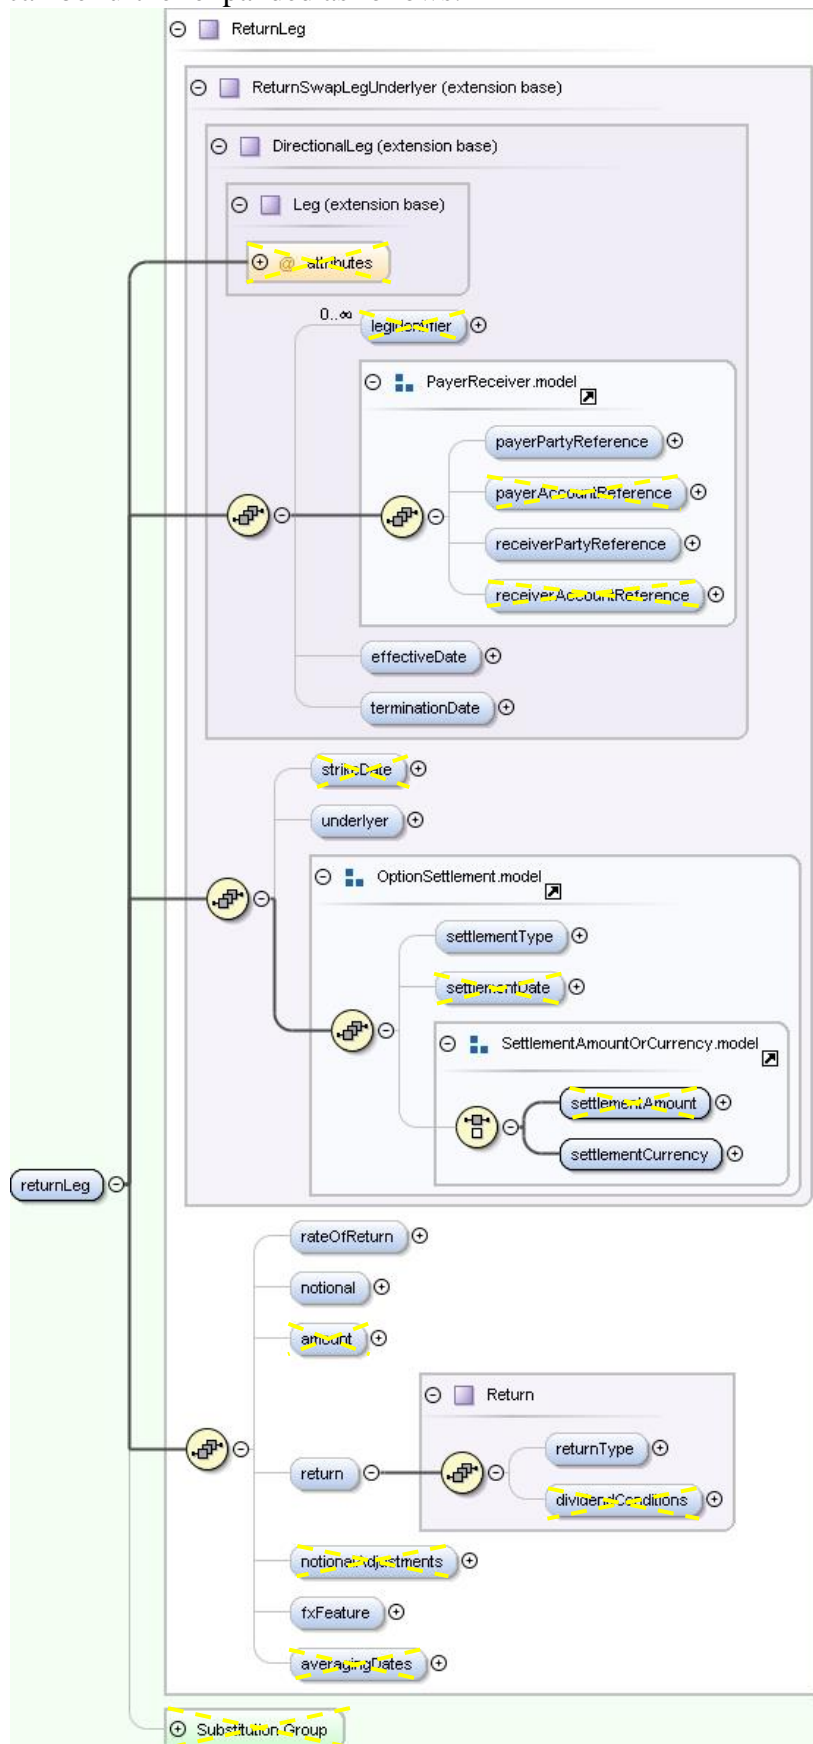 ReturnLeg
ReturnSwapLegUnderlyer (extension base)
DirectionalLeg (extension base)
Leg (extension base)
@ attributes
0..∞
legIdentifier
PayerReceiver.model
payerPartyReference
payerAccountReference
receiverPartyReference
receiverAccountReference
effectiveDate
terminationDate
strikeDate
underlyer
OptionSettlement.model
settlementType
settlementDate
SettlementAmountOrCurrency.model
settlementAmount
settlementCurrency
returnLeg
rateOfReturn
notional
amount
Return
returnType
return
dividendConditions
notionalAdjustments
fxFeature
averagingDates
Substitution Group